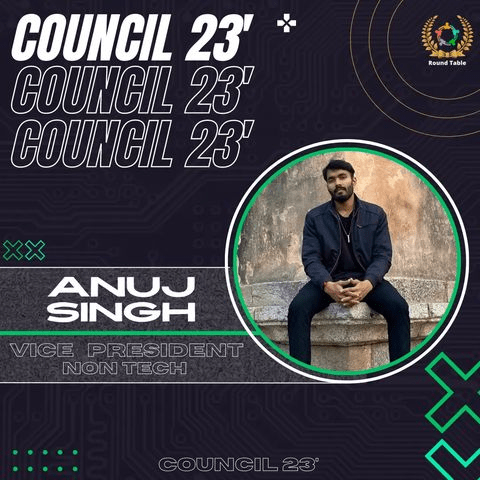 COUNCIL 23'
COUNCIL 23'
COUNCIL 23'
Round Table
ANUJ
SINGH
VICE PRESIDENT
NON TECH
COUNCIL 23'